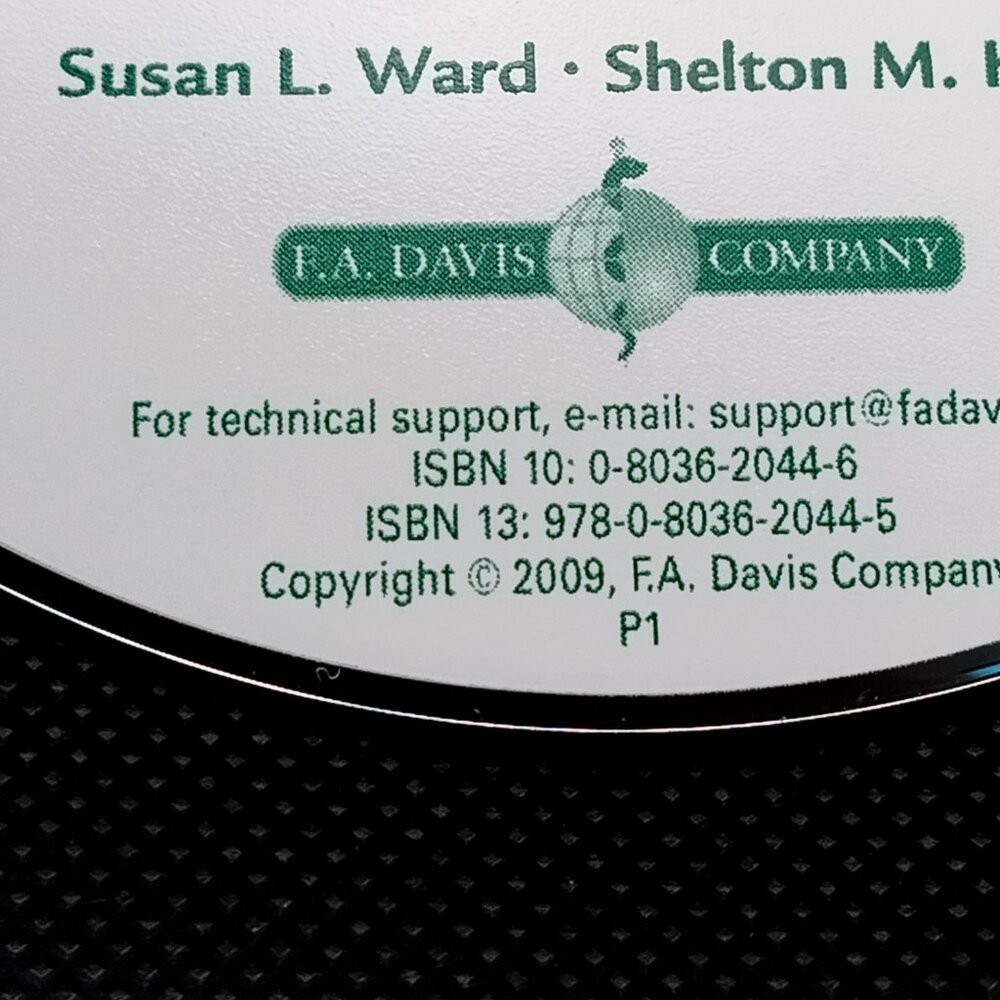 Susan L. Ward · Shelton M.
F.A. DAVIS COMPANY
For technical support, e-mail: support@fadav
ISBN 10: 0-8036-2044-6
ISBN 13: 978-0-8036-2044-5
Copyright © 2009, F.A. Davis Company
P1